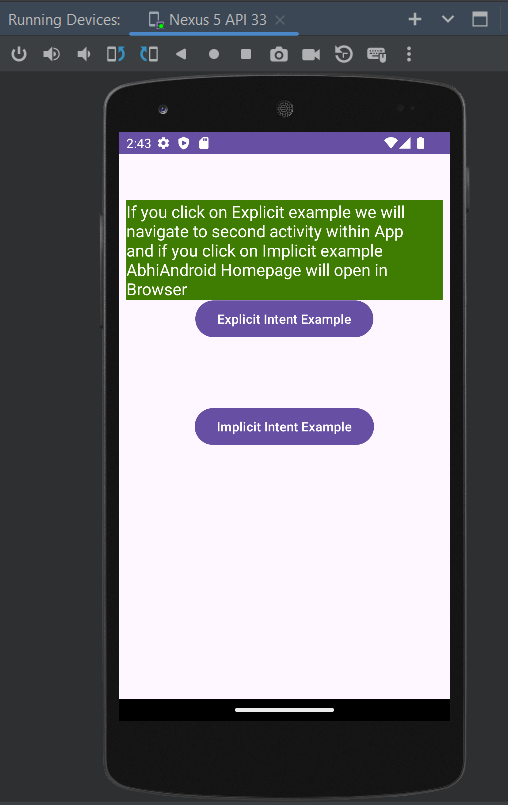 Running Devices: Nexus 5 API 33
2:43
If you click on Explicit example we will
navigate to second activity within App
and if you click on Implicit example
AbhiAndroid Homepage will open in
Browser
Explicit Intent Example
Implicit Intent Example